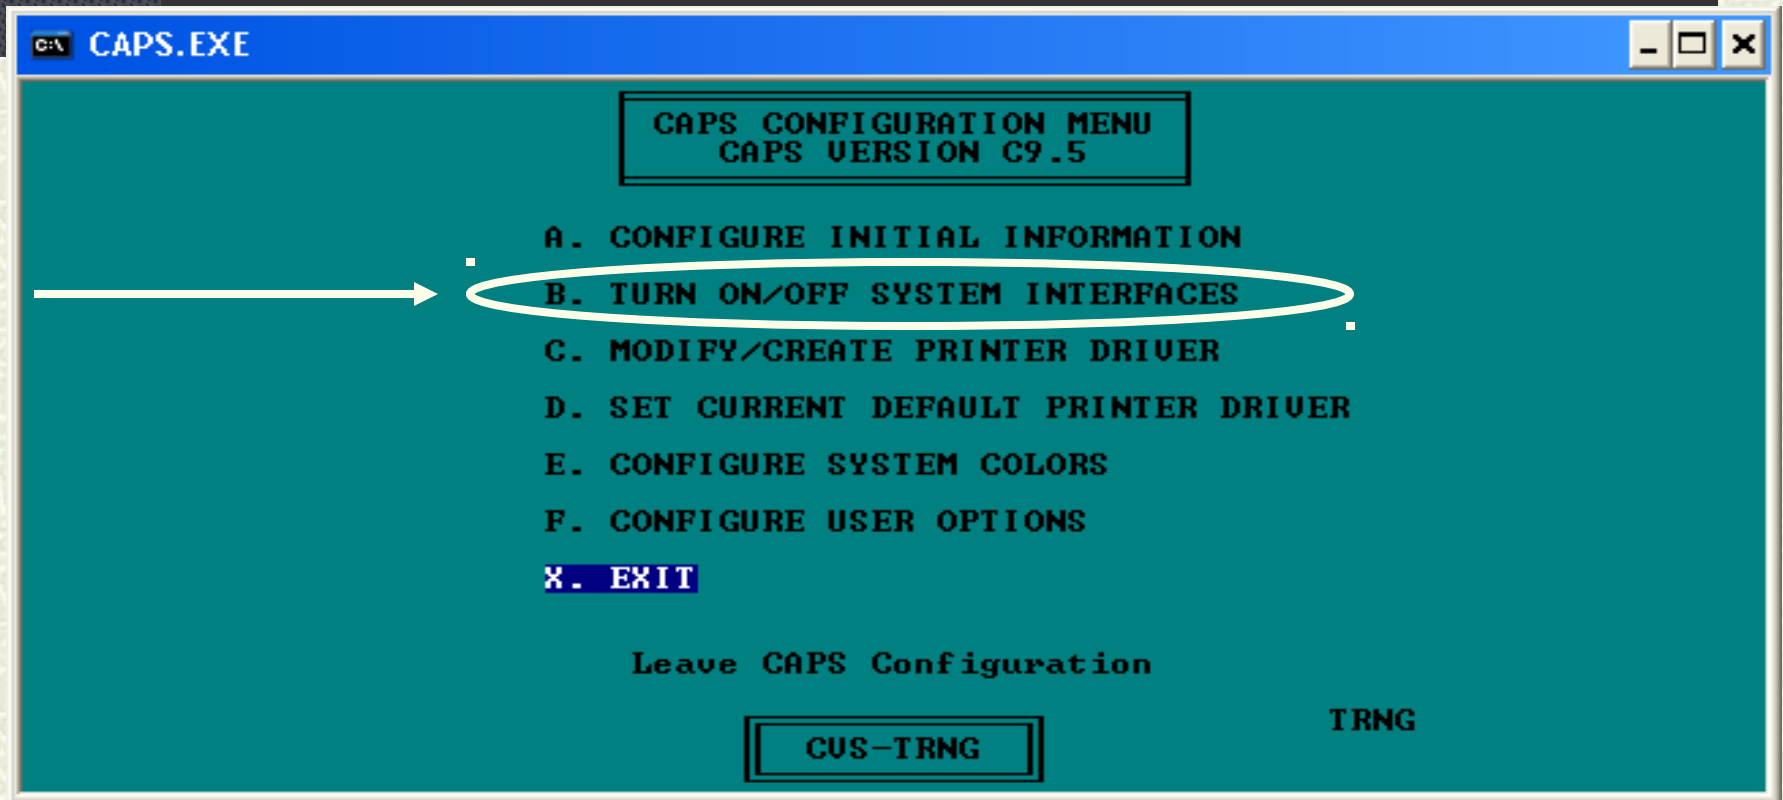 CAPS.EXE
CAPS CONFIGURATION MENU
CAPS VERSION C9.5
A. CONFIGURE INITIAL INFORMATION
B. TURN ON/OFF SYSTEM INTERFACES
C. MODIFY/CREATE PRINTER DRIVER
D. SET CURRENT DEFAULT PRINTER DRIVER
E. CONFIGURE SYSTEM COLORS
F. CONFIGURE USER OPTIONS
X. EXIT
Leave CAPS Configuration
TRNG
CVS-TRNG